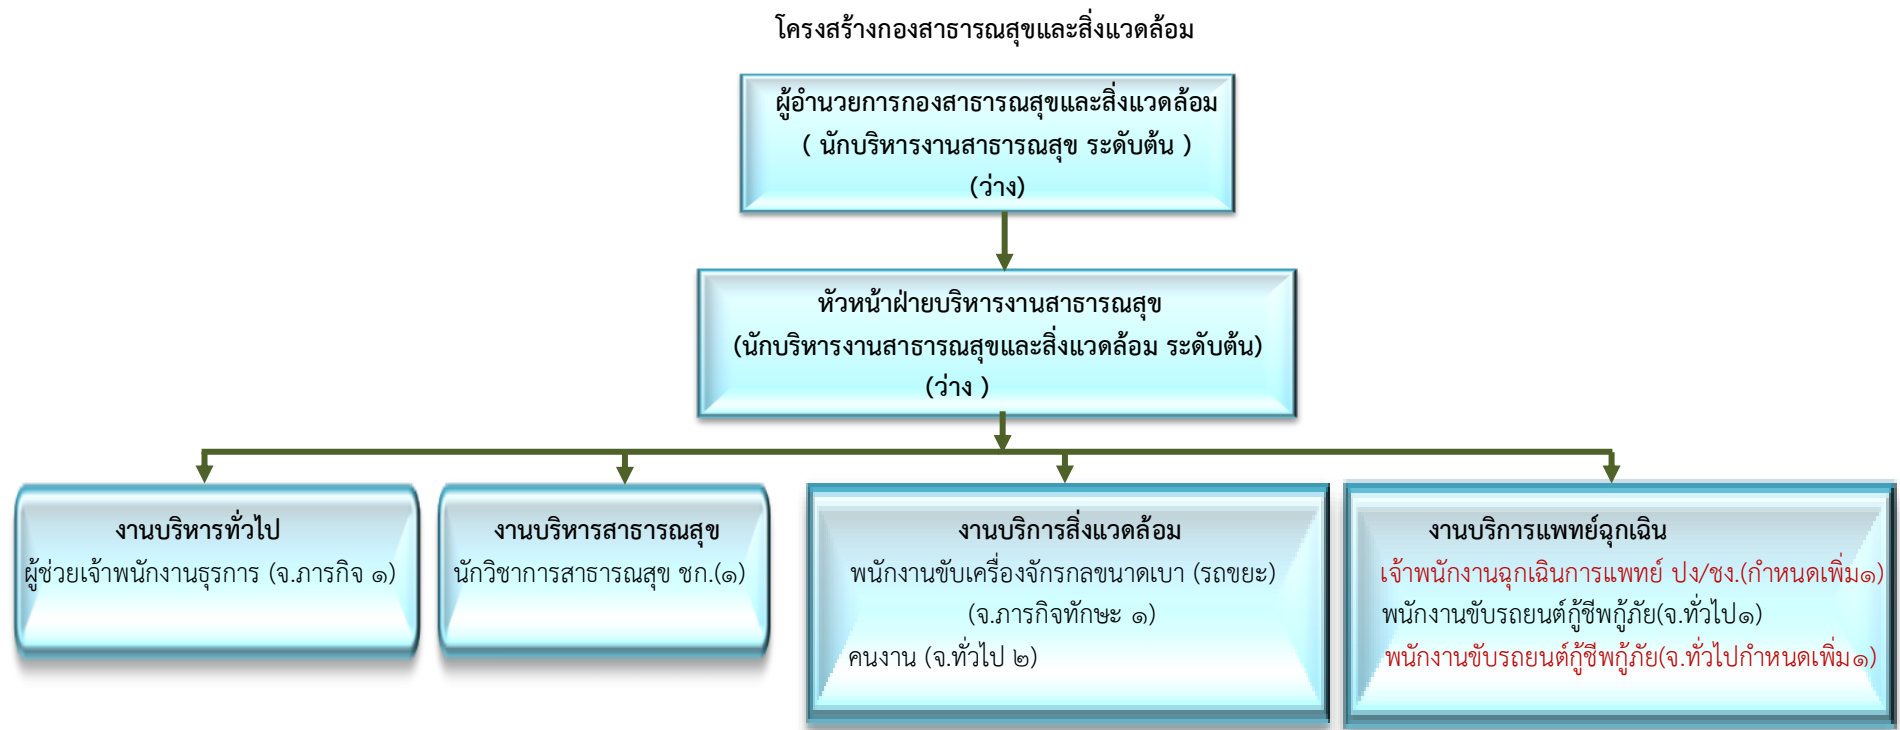 โครงสร้างกองสาธารณสุขและสิ่งแวดล้อม
ผู้อำนวยการกองสาธารณสุขและสิ่งแวดล้อม
( นักบริหารงานสาธารณสุข ระดับต้น )
(ว่าง)
หัวหน้าฝ่ายบริหารงานสาธารณสุข
(นักบริหารงานสาธารณสุขและสิ่งแวดล้อม ระดับต้น)
(ว่าง )
งานบริหารทั่วไป
ผู้ช่วยเจ้าพนักงานธุรการ (จ.ภารกิจ ๑)
งานบริหารสาธารณสุข
นักวิชาการสาธารณสุข ชก.(๑)
งานบริการสิ่งแวดล้อม
พนักงานขับเครื่องจักรกลขนาดเบา (รถขยะ)
(จ.ภารกิจทักษะ ๑)
คนงาน (จ.ทั่วไป ๒)
งานบริการแพทย์ฉุกเฉิน
เจ้าพนักงานฉุกเฉินการแพทย์ ปง/ชง.(กำหนดเพิ่ม๑)
พนักงานขับรถยนต์กู้ชีพกู้ภัย(จ.ทั่วไป๑)
พนักงานขับรถยนต์กู้ชีพกู้ภัย(จ.ทั่วไปกำหนดเพิ่ม๑)